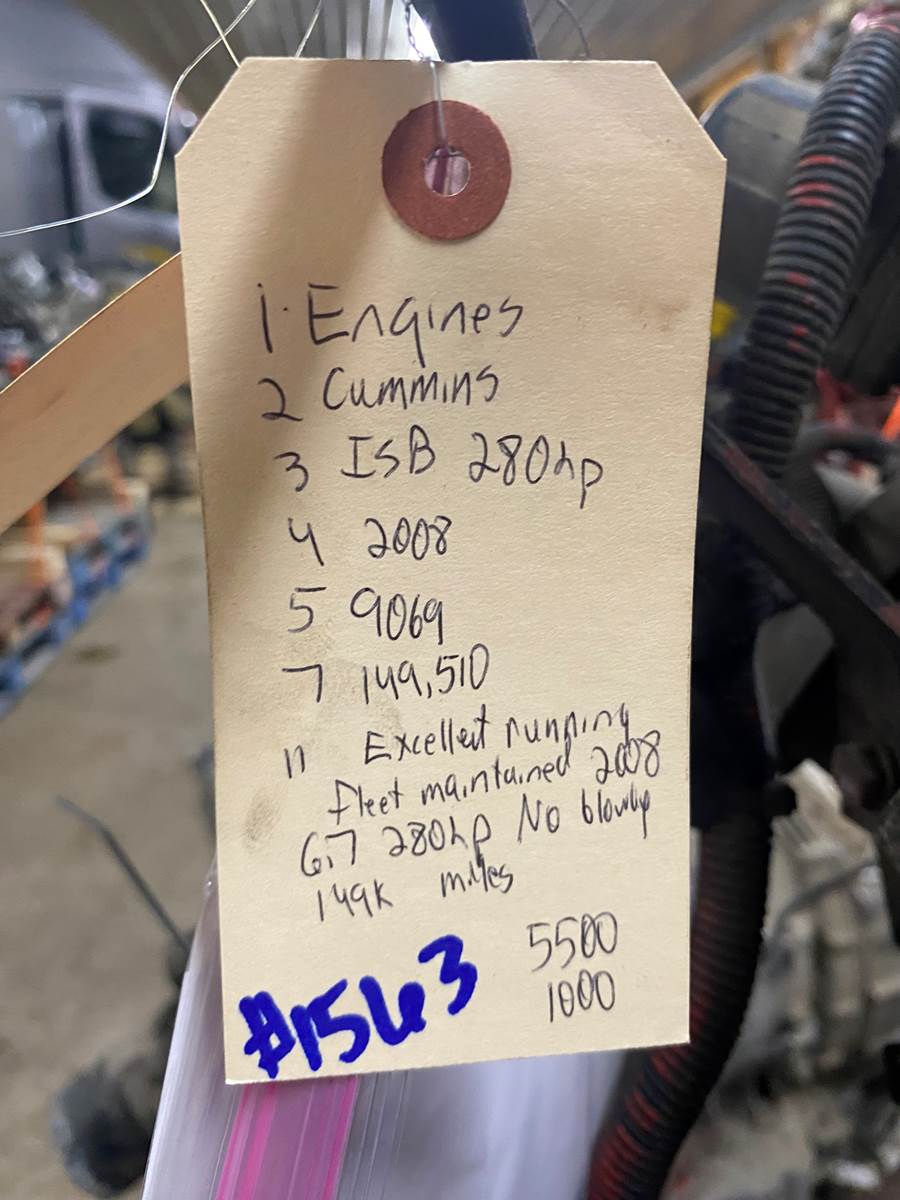 1. Engines
2 Cummins
3 ISB 280hp
4 2008
5 9069
7 149,510
11 Excellent running
fleet maintained 2008
6.7 280hp No blowby
149K miles
5500
1000
#1563